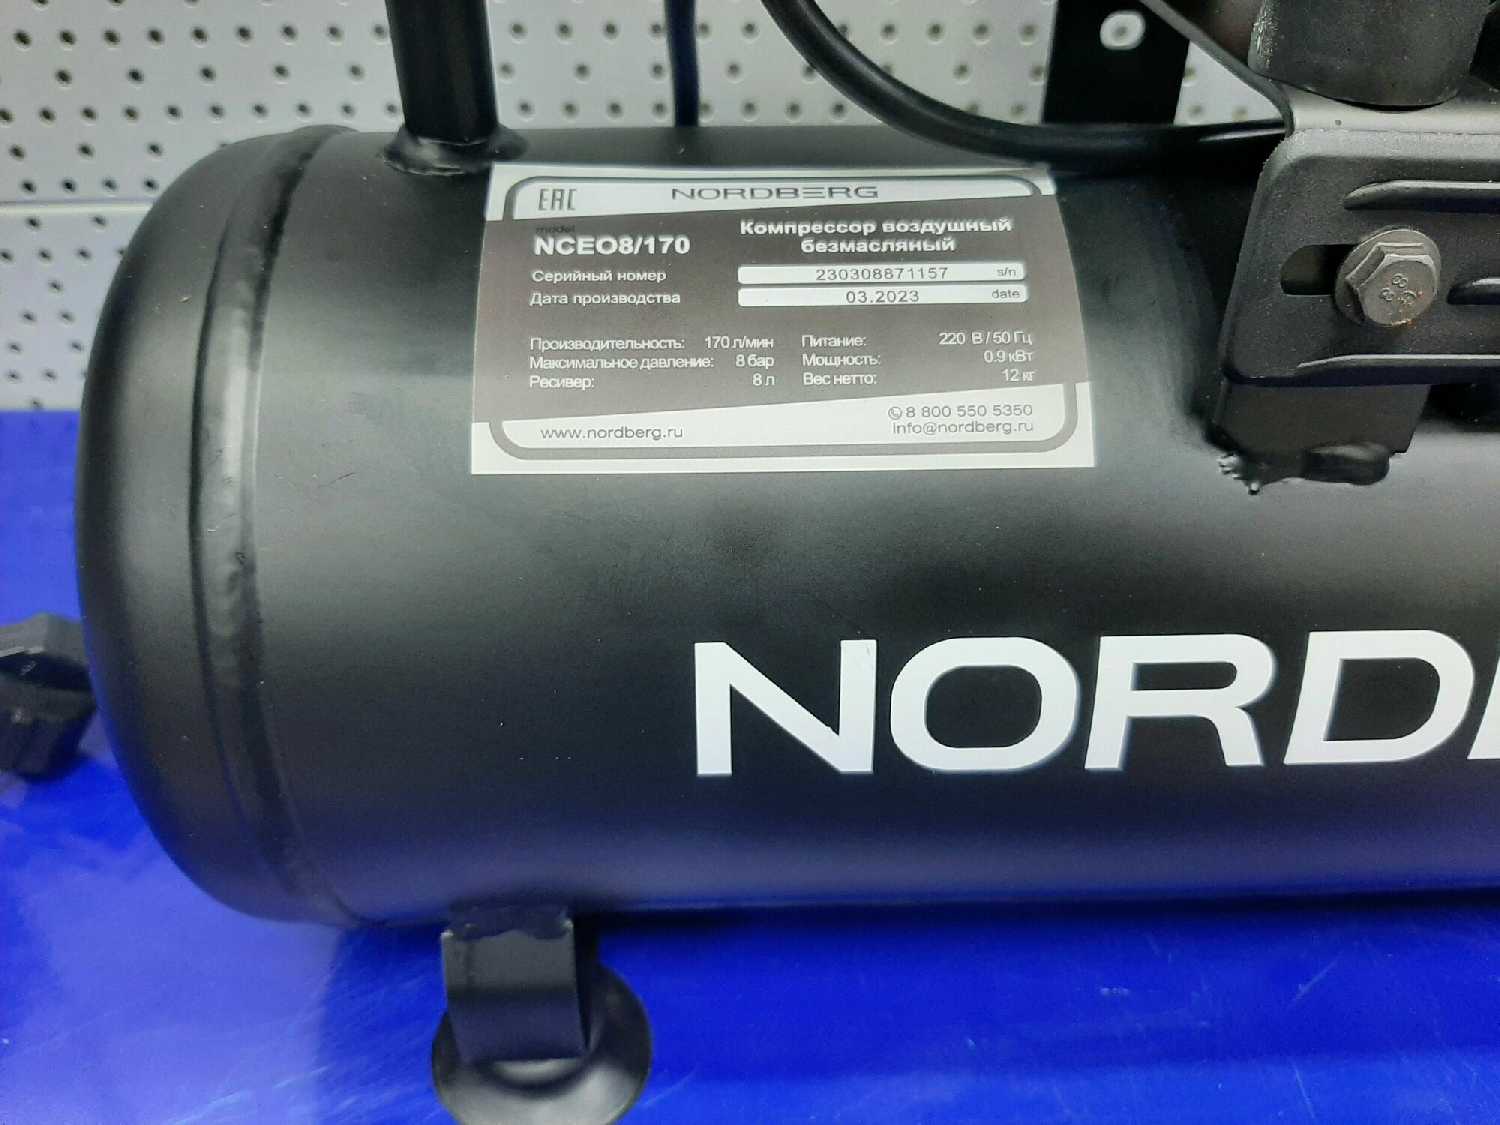 EAC
NORDBERG
model
NCEO8/170
Компрессор воздушный
безмасляный
Серийный номер 230308871157 s/n
Дата производства 03.2023 date
Производительность: 170 л/мин Питание: 220 В / 50 Гц
Максимальное давление: 8 бар Мощность: 0.9 кВт
Ресивер: 8 л Вес нетто: 12 кг
www.nordberg.ru
8 800 550 5350
info@nordberg.ru
NORD